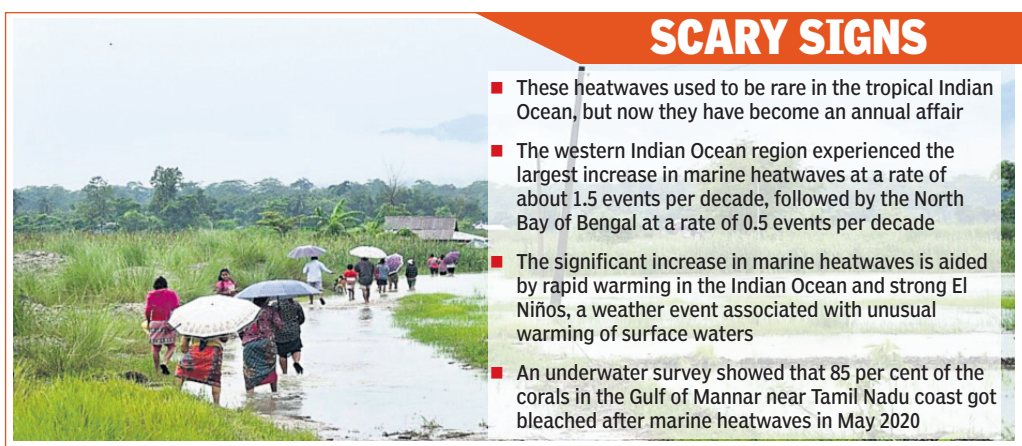 SCARY SIGNS
These heatwaves used to be rare in the tropical Indian
Ocean, but now they have become an annual affair
The western Indian Ocean region experienced the
largest increase in marine heatwaves at a rate of
about 1.5 events per decade, followed by the North
Bay of Bengal at a rate of 0.5 events per decade
The significant increase in marine heatwaves is aided
by rapid warming in the Indian Ocean and strong El
Niños, a weather event associated with unusual
warming of surface waters
An underwater survey showed that 85 per cent of the
corals in the Gulf of Mannar near Tamil Nadu coast got
bleached after marine heatwaves in May 2020